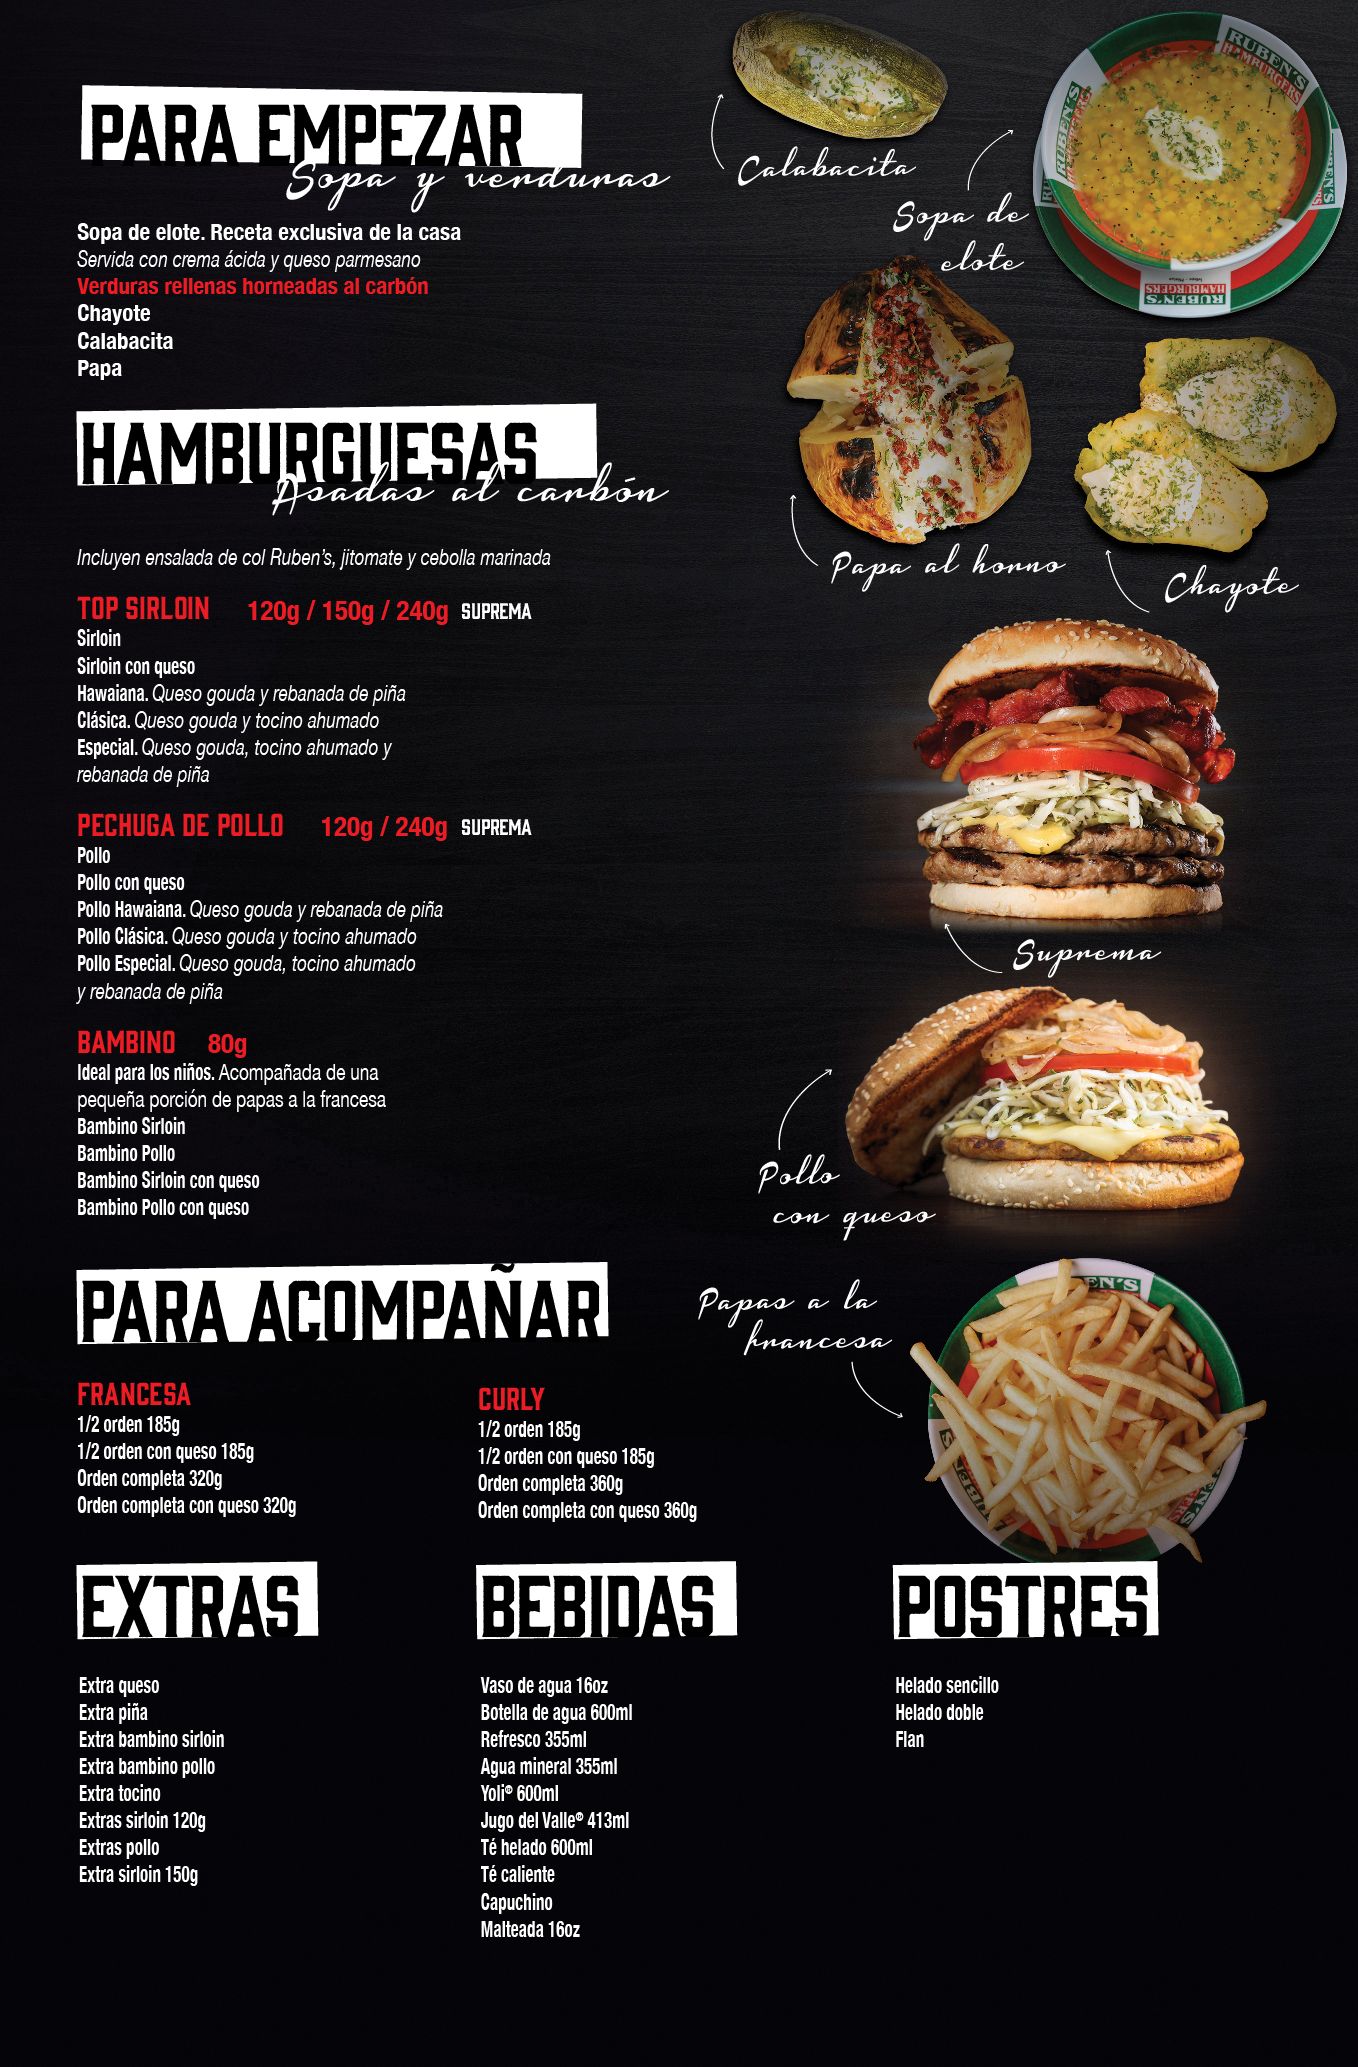 PARA EMPEZAR
Sopa y verduras
Sopa de elote. Receta exclusiva de la casa
Servida con crema ácida y queso parmesano
Verduras rellenas horneadas al carbón
Chayote
Calabacita
Papa
Calabacita
Sopa de
elote
RUBEN'S
HAMBURGERS
RUBEN'S
RUBEN'S
HAMBURGERS
Papa al horno
Chayote
HAMBURGUESAS
Asadas al carbón
Incluyen ensalada de col Ruben's, jitomate y cebolla marinada
TOP SIRLOIN 120g / 150g / 240g SUPREMA
Sirloin
Sirloin con queso
Hawaiana. Queso gouda y rebanada de piña
Clásica. Queso gouda y tocino ahumado
Especial. Queso gouda, tocino ahumado y
rebanada de piña
PECHUGA DE POLLO 120g / 240g SUPREMA
Pollo
Pollo con queso
Pollo Hawaiana. Queso gouda y rebanada de piña
Pollo Clásica. Queso gouda y tocino ahumado
Pollo Especial. Queso gouda, tocino ahumado
y rebanada de piña
BAMBINO 80g
Ideal para los niños. Acompañada de una
pequeña porción de papas a la francesa
Bambino Sirloin
Bambino Pollo
Bambino Sirloin con queso
Bambino Pollo con queso
Suprema
Pollo
con queso
PARA ACOMPAÑAR
Papas a la
francesa
FRANCESA
1/2 orden 185g
1/2 orden con queso 185g
Orden completa 320g
Orden completa con queso 320g
CURLY
1/2 orden 185g
1/2 orden con queso 185g
Orden completa 360g
Orden completa con queso 360g
EXTRAS
Extra queso
Extra piña
Extra bambino sirloin
Extra bambino pollo
Extra tocino
Extras sirloin 120g
Extras pollo
Extra sirloin 150g
BEBIDAS
Vaso de agua 16oz
Botella de agua 600ml
Refresco 355ml
Agua mineral 355ml
Yoli® 600ml
Jugo del Valle® 413ml
Té helado 600ml
Té caliente
Capuchino
Malteada 16oz
POSTRES
Helado sencillo
Helado doble
Flan